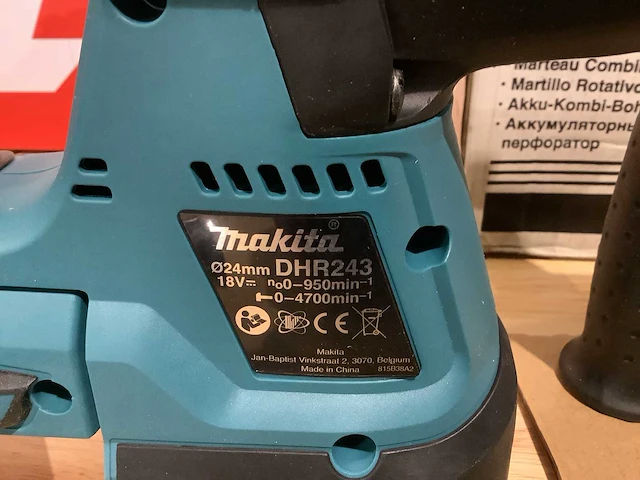 Marteau Combi
· Martillo Rotativo
· Akku-Kombi-Boh
· Аккумуляторны
перфоратор
makita®
Ø24mm DHR243
18V⎓ n₀0–950min⁻¹
0–4700min⁻¹
CE
Makita
Jan-Baptist Vinkstraat 2, 3070, Belgium
Made in China 815B38A2